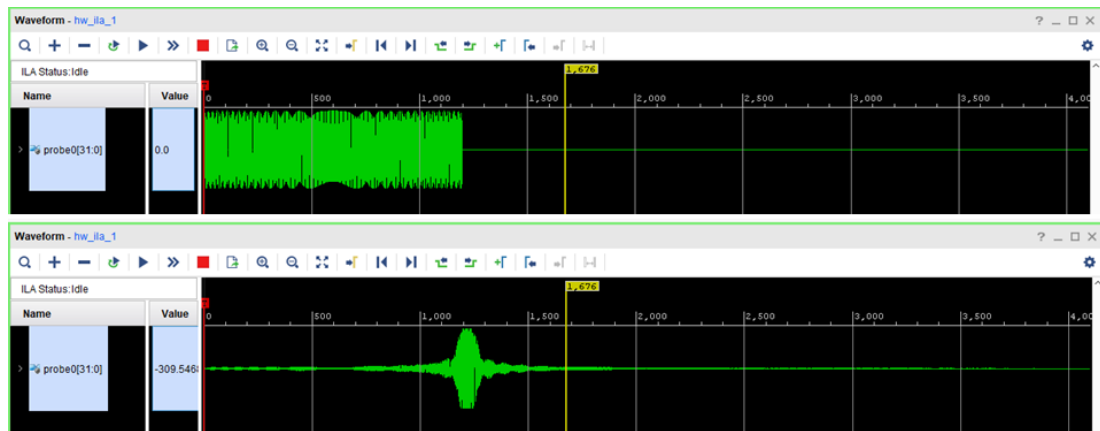 Waveform - hw_ila_1
? _ □ X
ILA Status:Idle
1,676
Name Value
0 500 1,000 1,500 2,000 2,500 3,000 3,500 4,00
> probe0[31:0] 0.0
Waveform - hw_ila_1
? _ □ X
ILA Status:Idle
1,676
Name Value
0 500 1,000 1,500 2,000 2,500 3,000 3,500 4,0
> probe0[31:0] -309.546